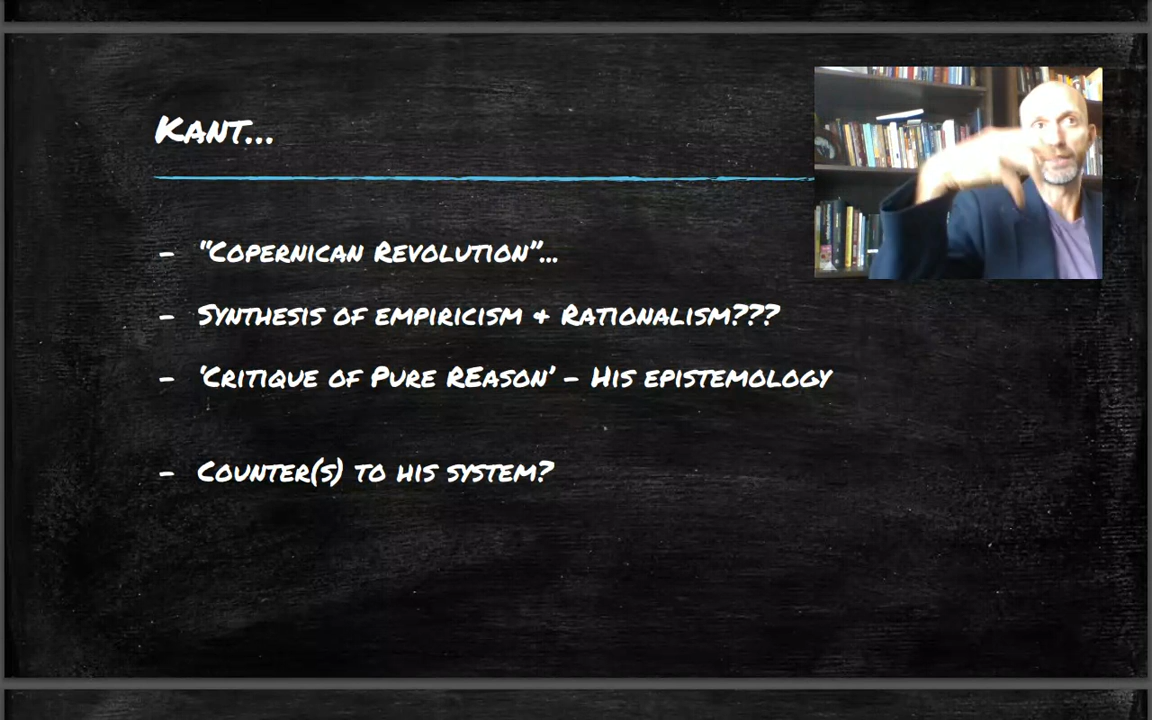 Kant...
- "Copernican Revolution"...
- Synthesis of empiricism & Rationalism???
- 'Critique of Pure REason' - His epistemology
- Counter(s) to his system?